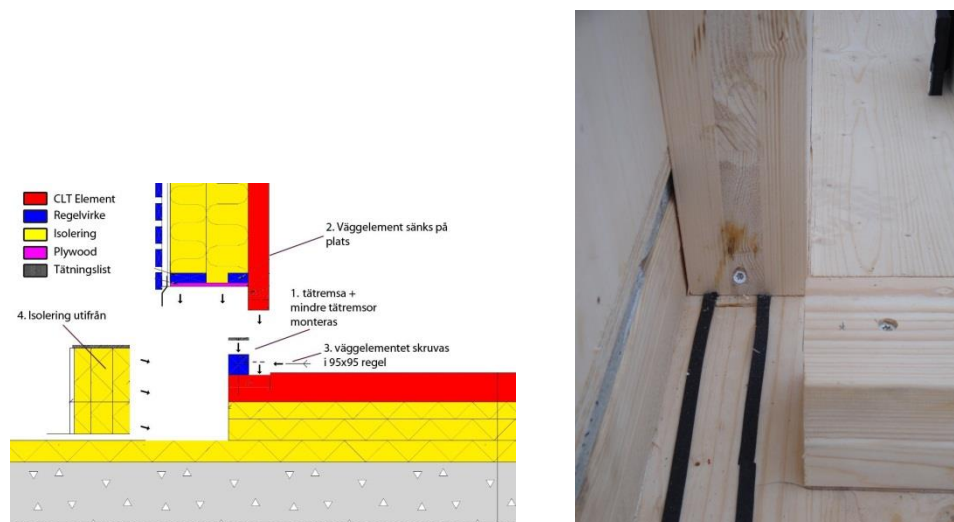 CLT Element
Regelvirke
Isolering
Plywood
Tätningslist
2. Väggelement sänks på
plats
1. tätremsa +
mindre tätremsor
monteras
4. Isolering utifrån
3. väggelementet skruvas
i 95x95 regel